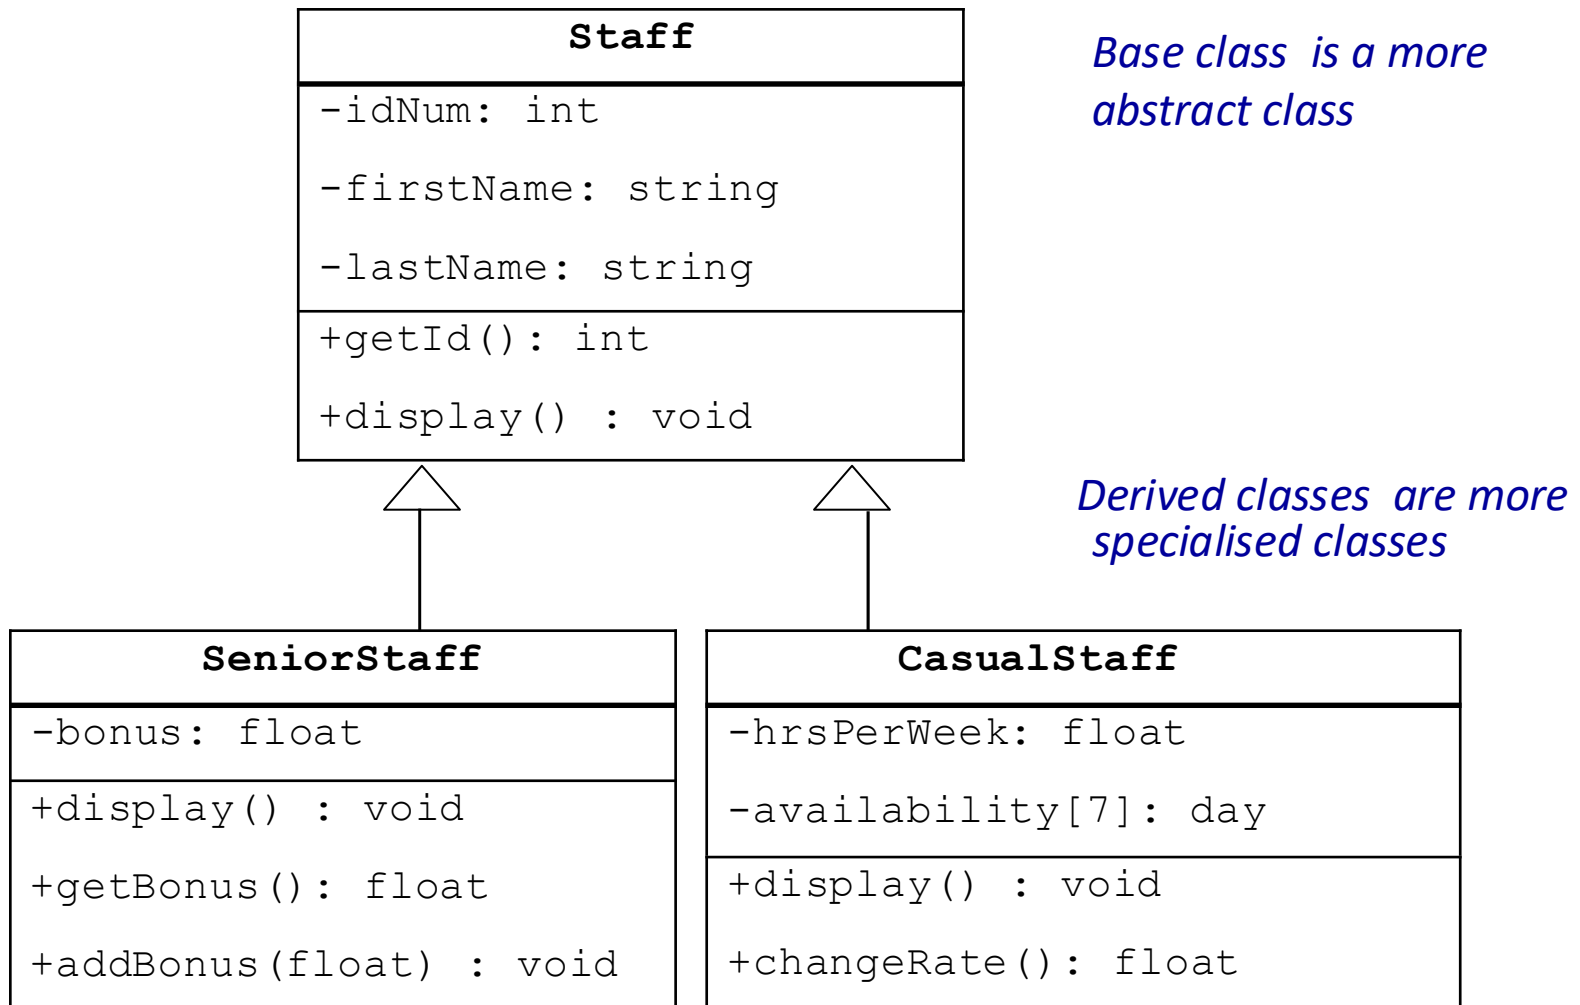 Staff
-idNum: int
-firstName: string
-lastName: string
+getId(): int
+display() : void
Base class is a more
abstract class
Derived classes are more
specialised classes
SeniorStaff
-bonus: float
+display() : void
+getBonus(): float
+addBonus(float) : void
CasualStaff
-hrsPerWeek: float
-availability[7]: day
+display() : void
+changeRate(): float